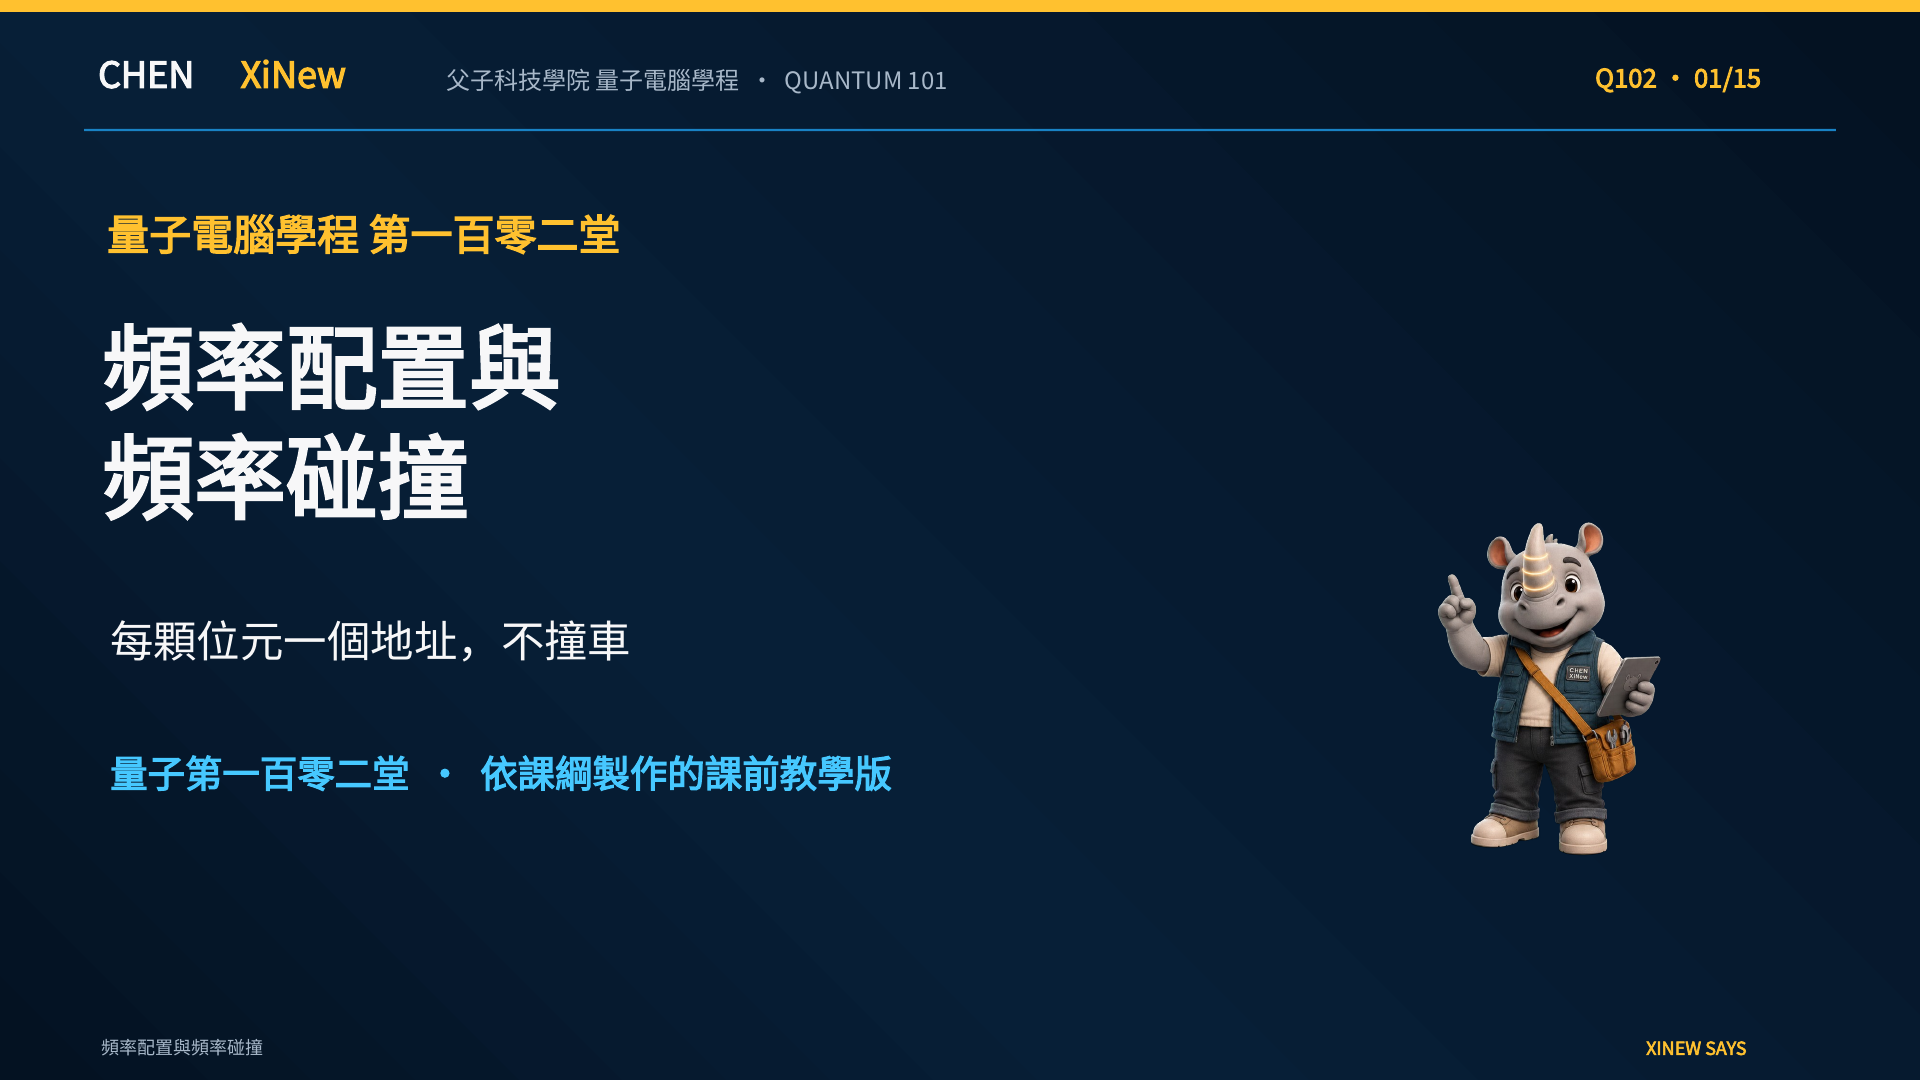 CHEN XiNew 父子科技學院 量子電腦學程 • QUANTUM 101 Q102 • 01/15
量子電腦學程 第一百零二堂
頻率配置與
頻率碰撞
每顆位元一個地址，不撞車
量子第一百零二堂 • 依課綱製作的課前教學版
CHEN
XiNew
頻率配置與頻率碰撞 XINEW SAYS